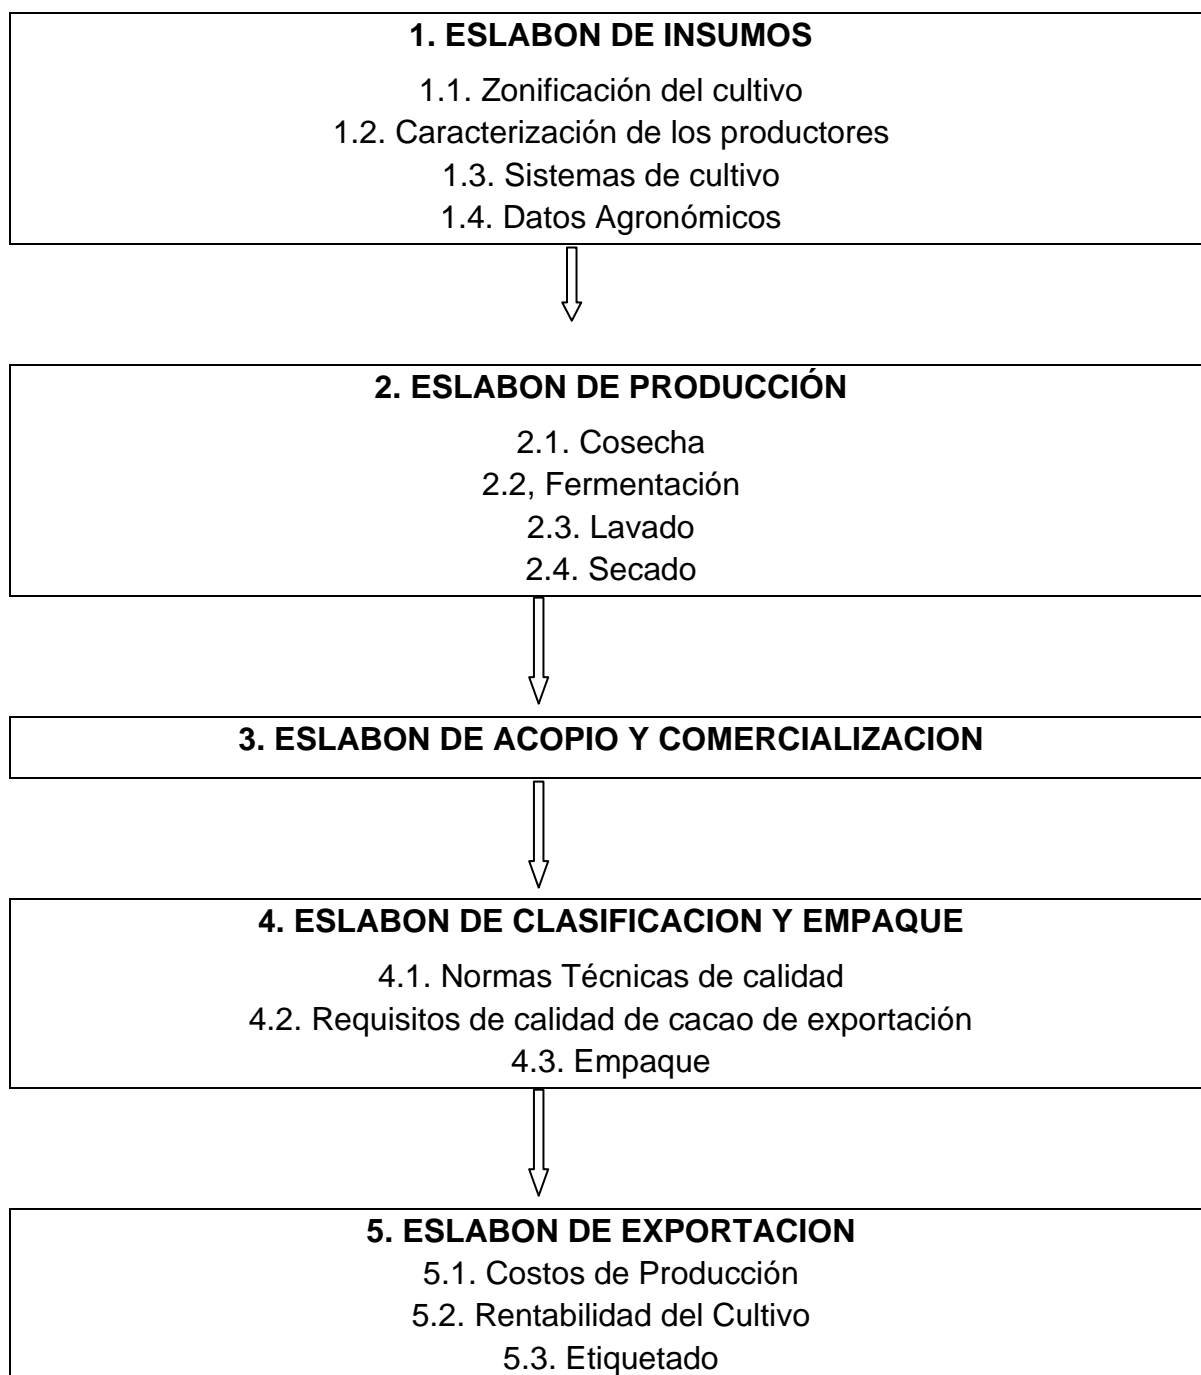 1. ESLABON DE INSUMOS
1.1. Zonificación del cultivo
1.2. Caracterización de los productores
1.3. Sistemas de cultivo
1.4. Datos Agronómicos
2. ESLABON DE PRODUCCIÓN
2.1. Cosecha
2.2, Fermentación
2.3. Lavado
2.4. Secado
3. ESLABON DE ACOPIO Y COMERCIALIZACION
4. ESLABON DE CLASIFICACION Y EMPAQUE
4.1. Normas Técnicas de calidad
4.2. Requisitos de calidad de cacao de exportación
4.3. Empaque
5. ESLABON DE EXPORTACION
5.1. Costos de Producción
5.2. Rentabilidad del Cultivo
5.3. Etiquetado